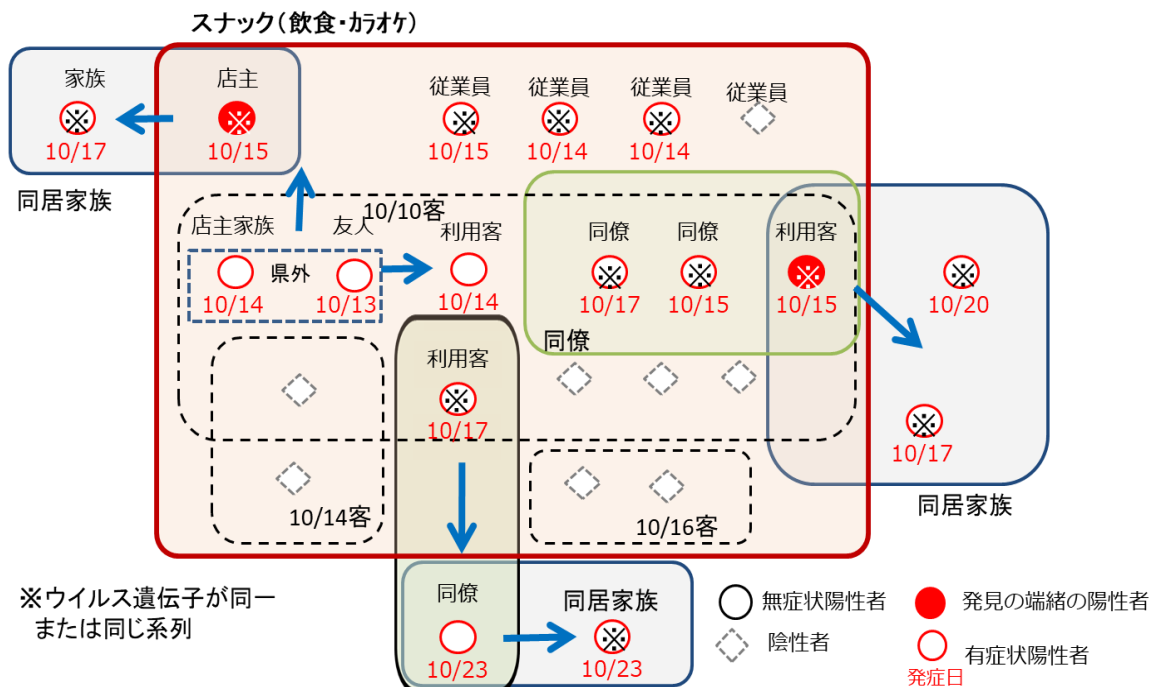 スナック（飲食・カラオケ）
家族
店主
従業員
従業員
従業員
従業員
※
※
※
※
※
10/17
10/15
10/15
10/14
10/14
同居家族
10/10客
店主家族
友人
利用客
同僚
同僚
利用客
県外
※
※
※
※
10/14
10/13
10/14
10/17
10/15
10/15
10/20
同僚
利用客
※
※
10/17
10/17
10/14客
10/16客
同居家族
同僚
同居家族
※
10/23
10/23
※ウイルス遺伝子が同一
または同じ系列
無症状陽性者
発見の端緒の陽性者
陰性者
有症状陽性者
発症日